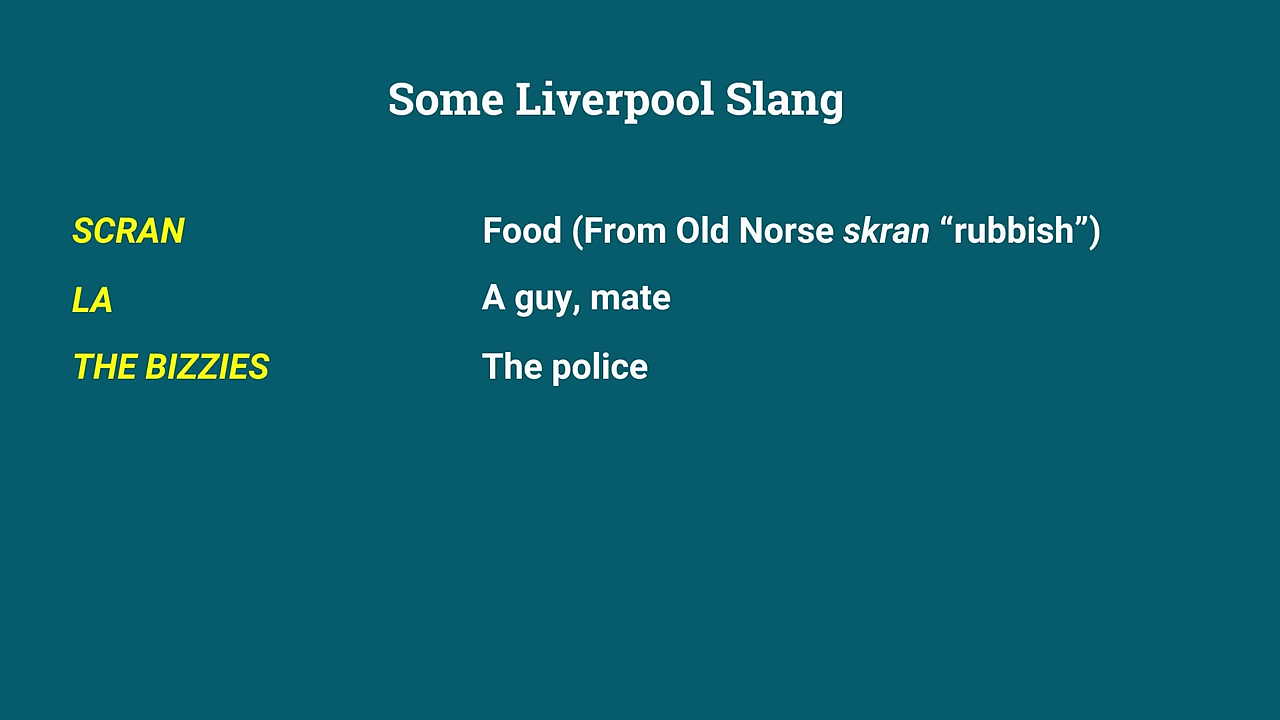 Some Liverpool Slang
SCRAN Food (From Old Norse skran “rubbish”)
LA A guy, mate
THE BIZZIES The police